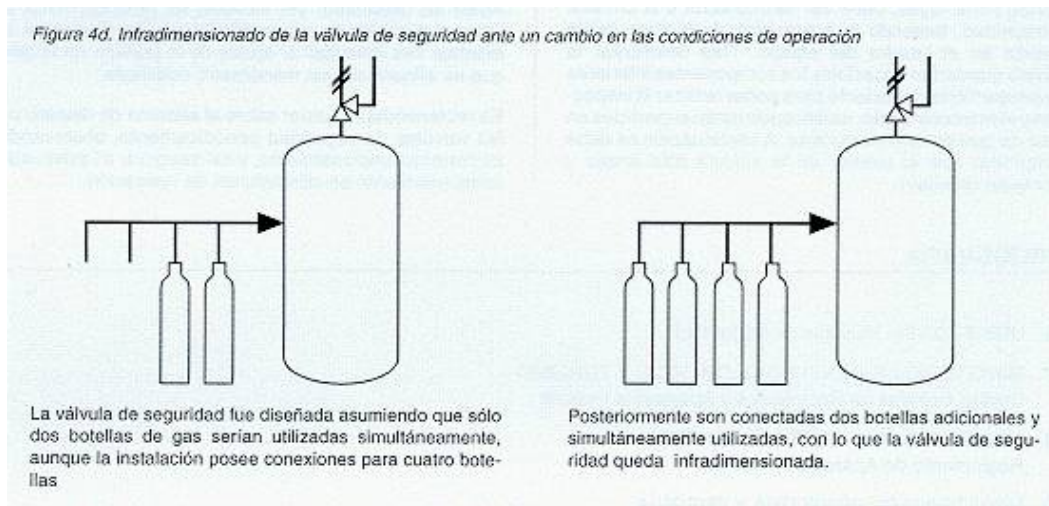 Figura 4d. Infradimensionado de la válvula de seguridad ante un cambio en las condiciones de operación
La válvula de seguridad fue diseñada asumiendo que sólo
dos botellas de gas serían utilizadas simultáneamente,
aunque la instalación posee conexiones para cuatro bote-
llas
Posteriormente son conectadas dos botellas adicionales y
simultáneamente utilizadas, con lo que la válvula de segu-
ridad queda infradimensionada.